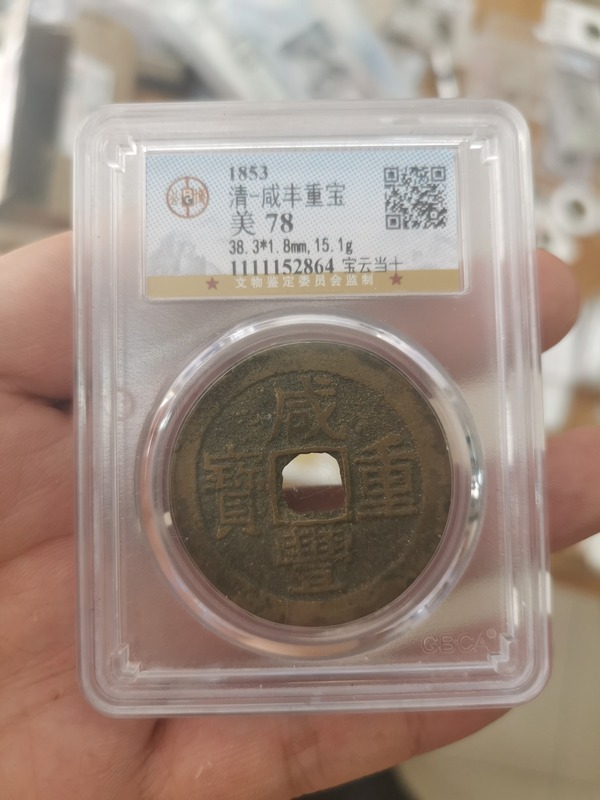 1853
清-咸丰重宝
美 78
38.3*1.8mm,15.1g
1111152864 宝云当十
★ 文物鉴定委员会监制 ★
咸
寶 重
豐
GBCA